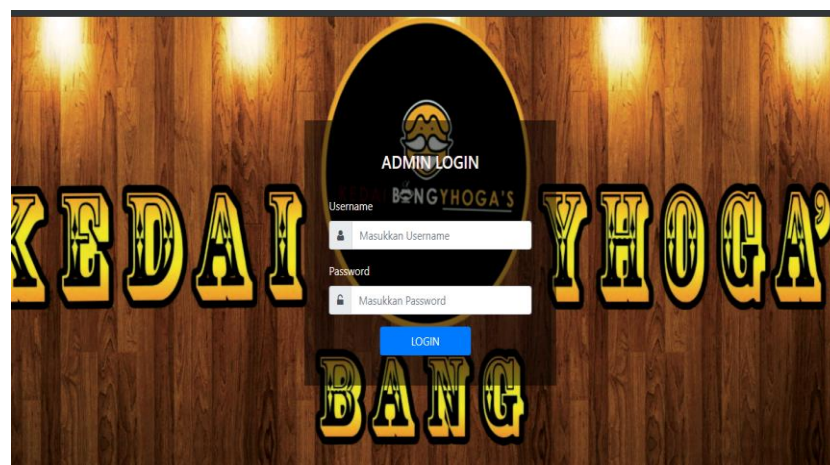 ADMIN LOGIN
KEDAI BANG YHOGA'S
Username
Masukkan Username
KEDAI YHOGA'
Password
Masukkan Password
LOGIN
BANG